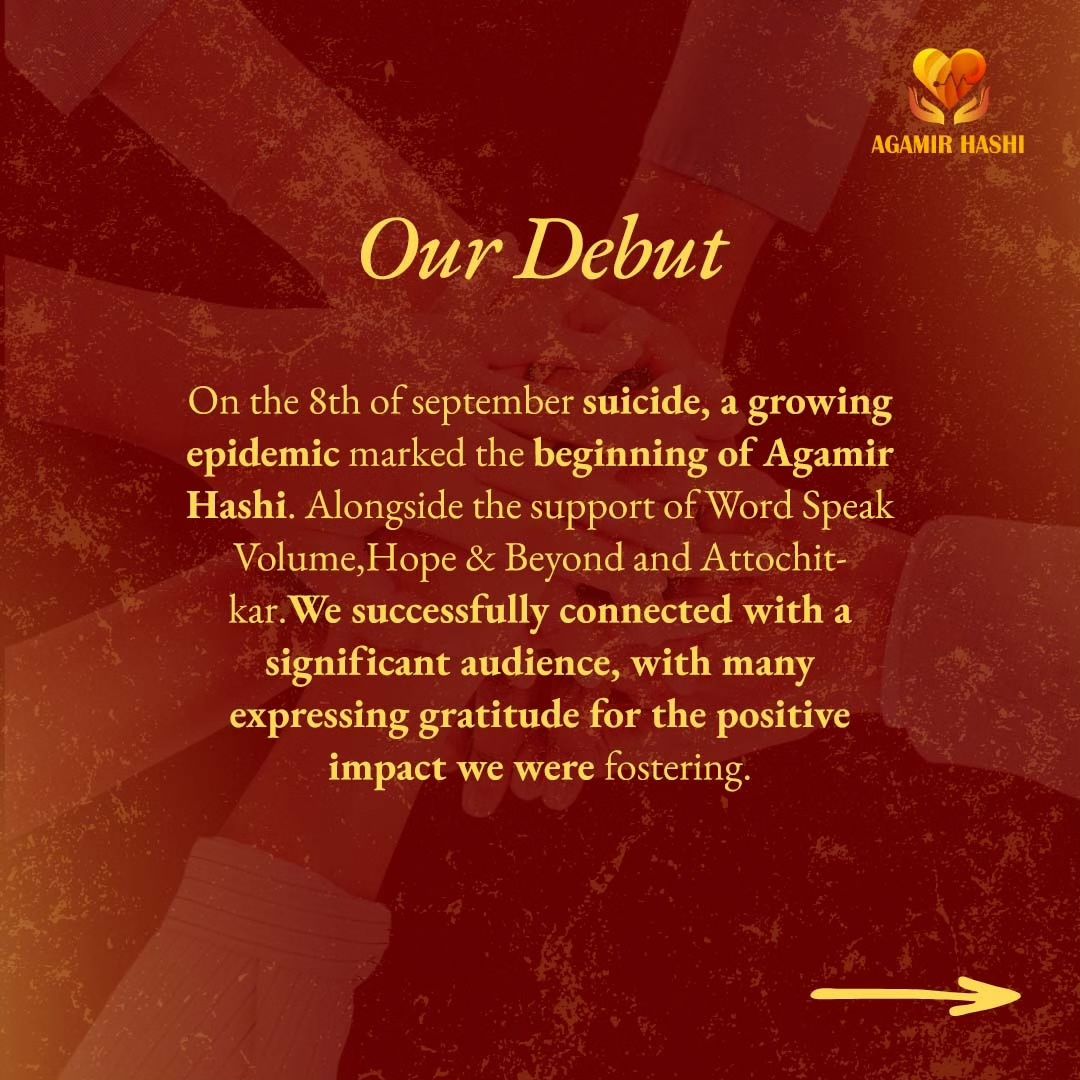 AGAMIR HASHI
Our Debut
On the 8th of september suicide, a growing
epidemic marked the beginning of Agamir
Hashi. Alongside the support of Word Speak
Volume,Hope & Beyond and Attochit-
kar.We successfully connected with a
significant audience, with many
expressing gratitude for the positive
impact we were fostering.